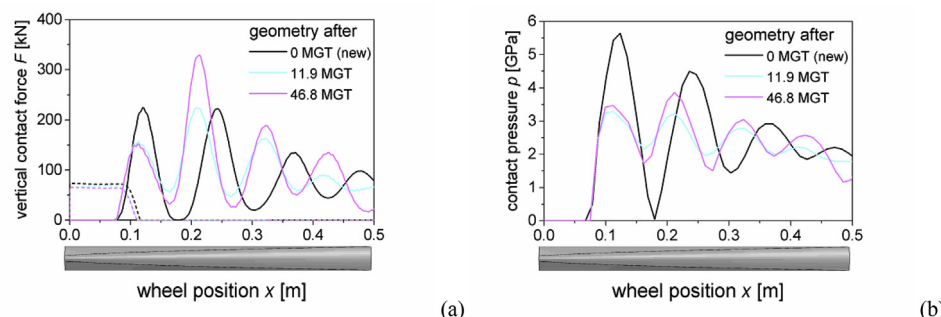 vertical contact force F [kN]
400
300
200
100
0
geometry after
0 MGT (new)
11.9 MGT
46.8 MGT
0.0 0.1 0.2 0.3 0.4 0.5
wheel position x [m]
(a)
contact pressure p [GPa]
6
5
4
3
2
1
0
geometry after
0 MGT (new)
11.9 MGT
46.8 MGT
0.0 0.1 0.2 0.3 0.4 0.5
wheel position x [m]
(b)